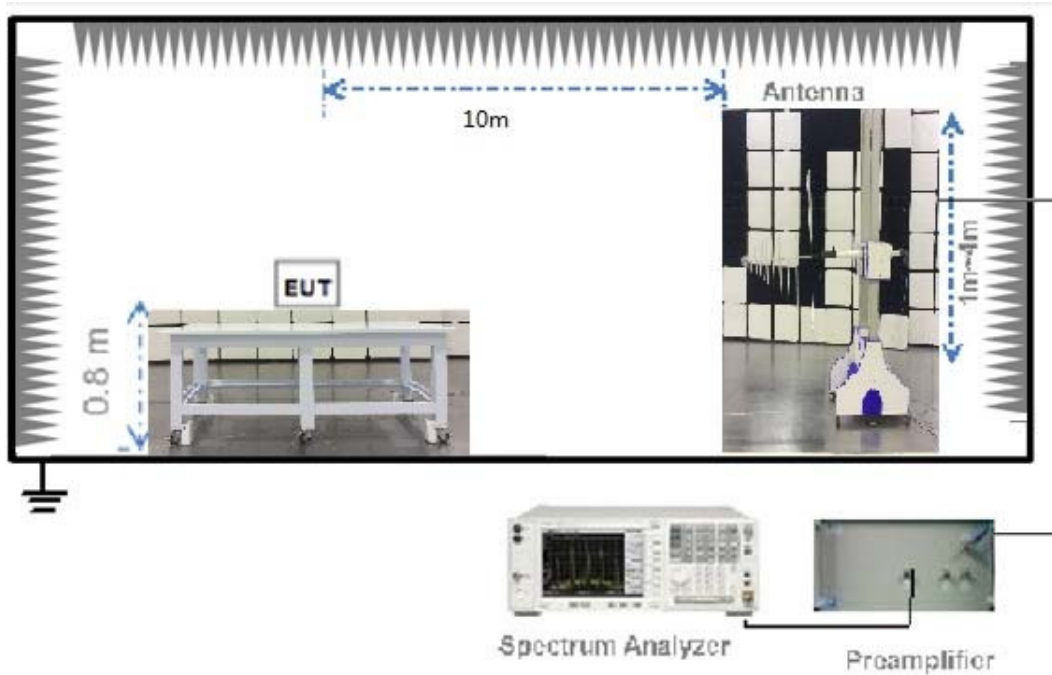 Antenna
10m
1m~4m
EUT
0.8 m
Spectrum Analyzer
Preamplifier